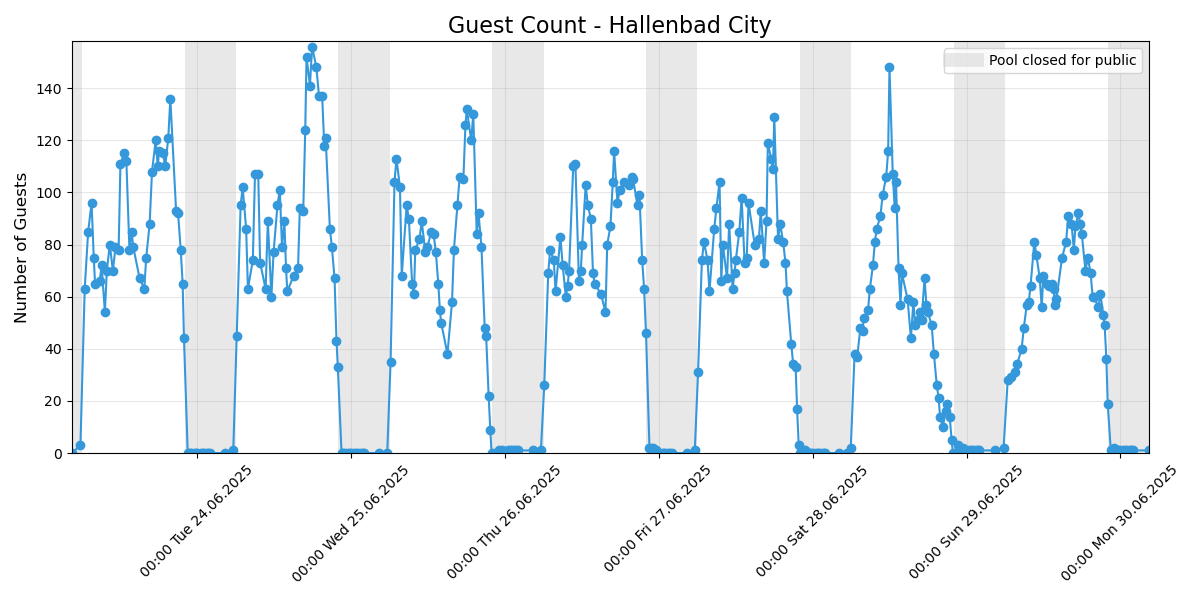 Guest Count - Hallenbad City
Pool closed for public
Number of Guests
140
120
100
80
60
40
20
0
00:00 Tue 24.06.2025
00:00 Wed 25.06.2025
00:00 Thu 26.06.2025
00:00 Fri 27.06.2025
00:00 Sat 28.06.2025
00:00 Sun 29.06.2025
00:00 Mon 30.06.2025